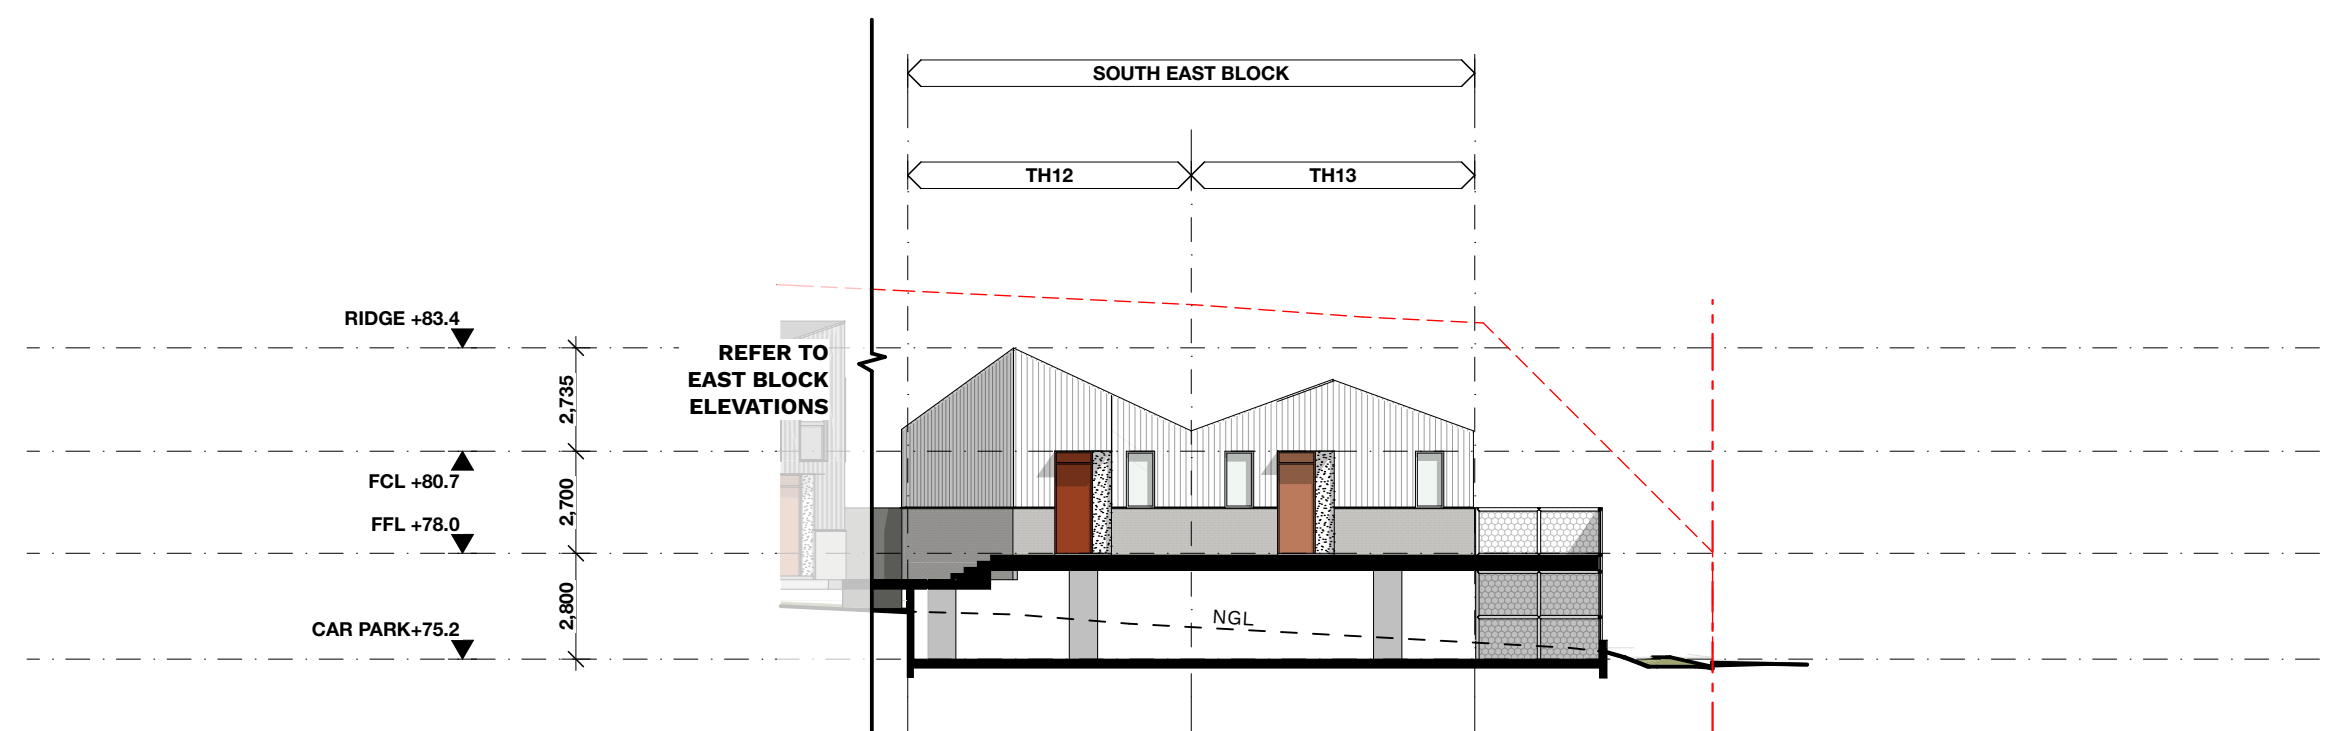 SOUTH EAST BLOCK
TH12
TH13
RIDGE +83.4
REFER TO
EAST BLOCK
ELEVATIONS
2,735
FCL +80.7
2,700
FFL +78.0
2,800
NGL
CAR PARK+75.2